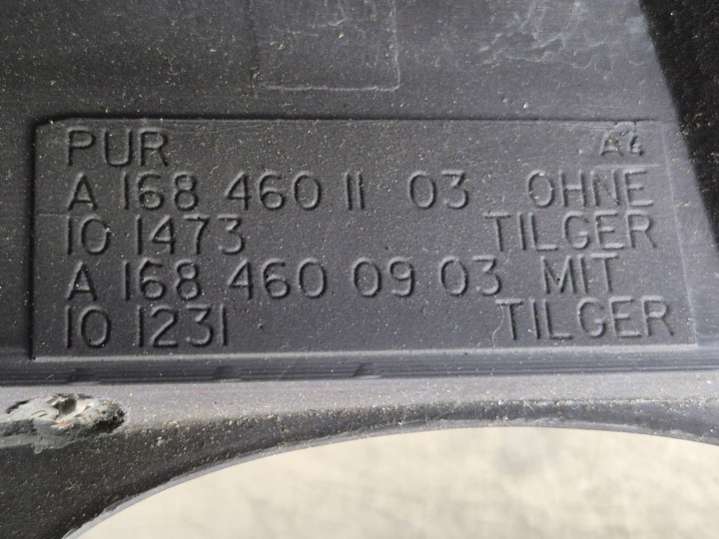 PUR A4
A 168 460 11 03 OHNE
10 1473 TILGER
A 168 460 09 03 MIT
10 1231 TILGER